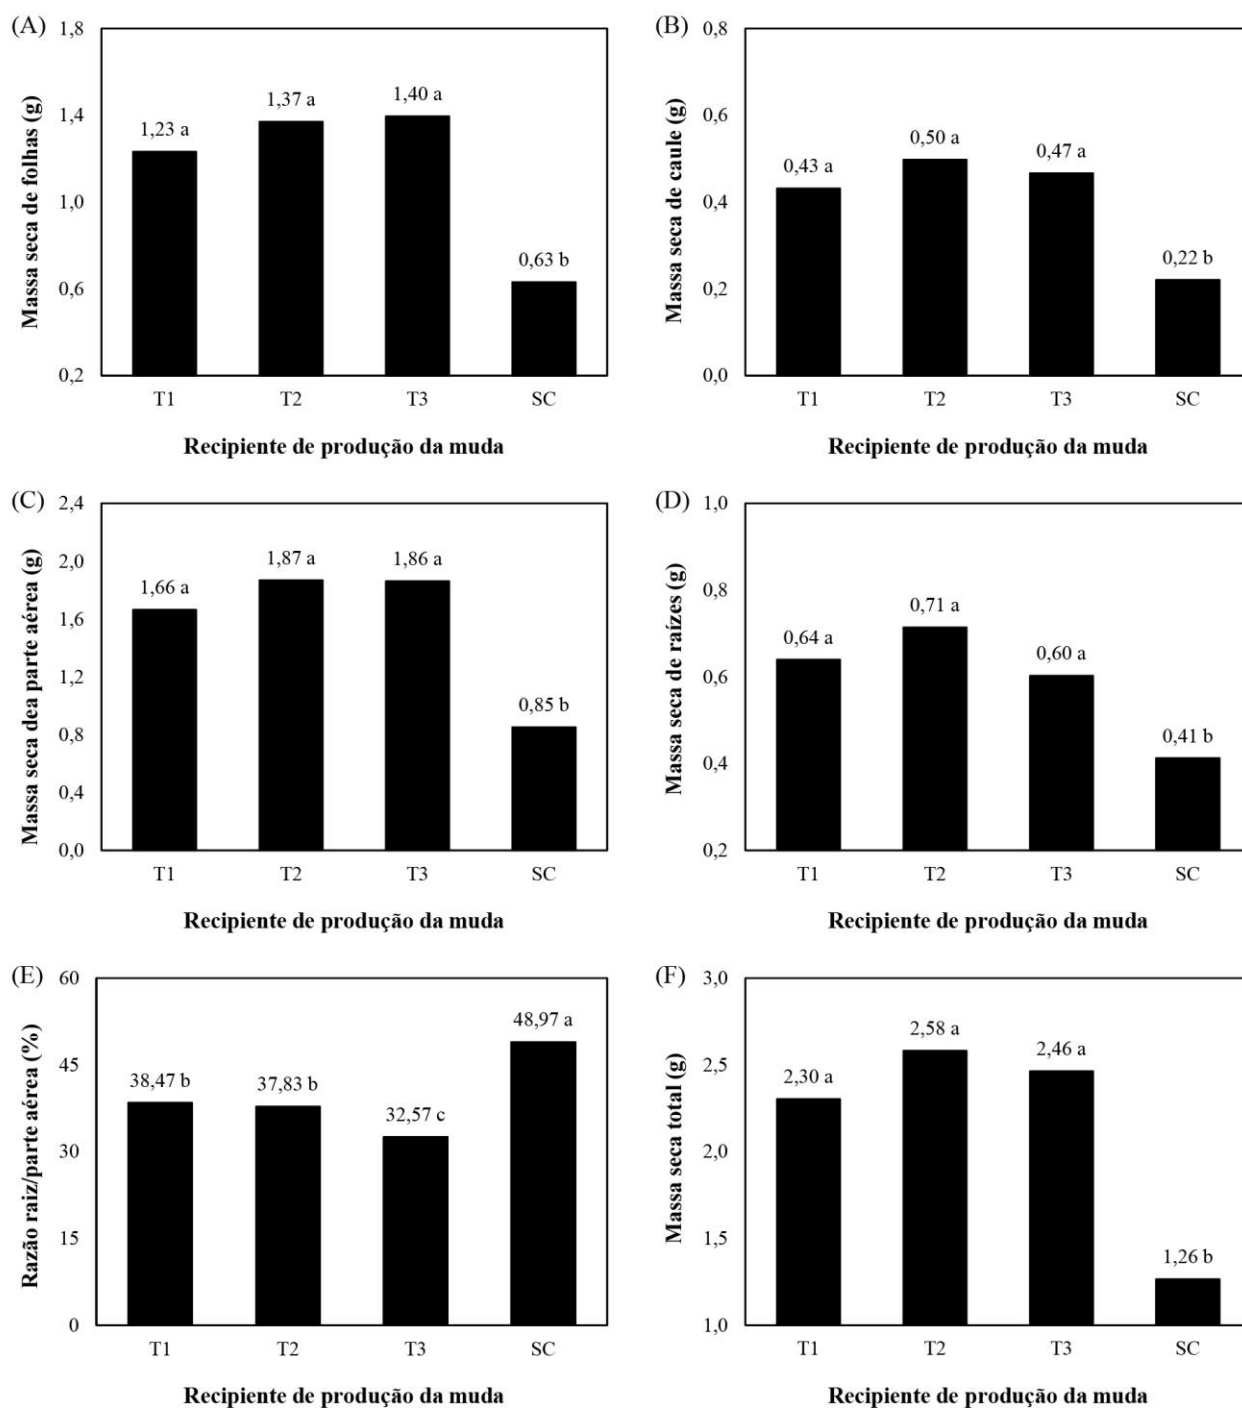 (A)
Massa seca de folhas (g)
1,8
1,4
1,0
0,6
0,2
1,23 a
1,37 a
1,40 a
0,63 b
T1
T2
T3
SC
Recipiente de produção da muda
(B)
Massa seca de caule (g)
0,8
0,6
0,4
0,2
0,0
0,43 a
0,50 a
0,47 a
0,22 b
T1
T2
T3
SC
Recipiente de produção da muda
(C)
Massa seca dea parte aérea (g)
2,4
2,0
1,6
1,2
0,8
0,4
0,0
1,66 a
1,87 a
1,86 a
0,85 b
T1
T2
T3
SC
Recipiente de produção da muda
(D)
Massa seca de raízes (g)
1,0
0,8
0,6
0,4
0,2
0,64 a
0,71 a
0,60 a
0,41 b
T1
T2
T3
SC
Recipiente de produção da muda
(E)
Razão raiz/parte aérea (%)
60
45
30
15
0
38,47 b
37,83 b
32,57 c
48,97 a
T1
T2
T3
SC
Recipiente de produção da muda
(F)
Massa seca total (g)
3,0
2,5
2,0
1,5
1,0
2,30 a
2,58 a
2,46 a
1,26 b
T1
T2
T3
SC
Recipiente de produção da muda